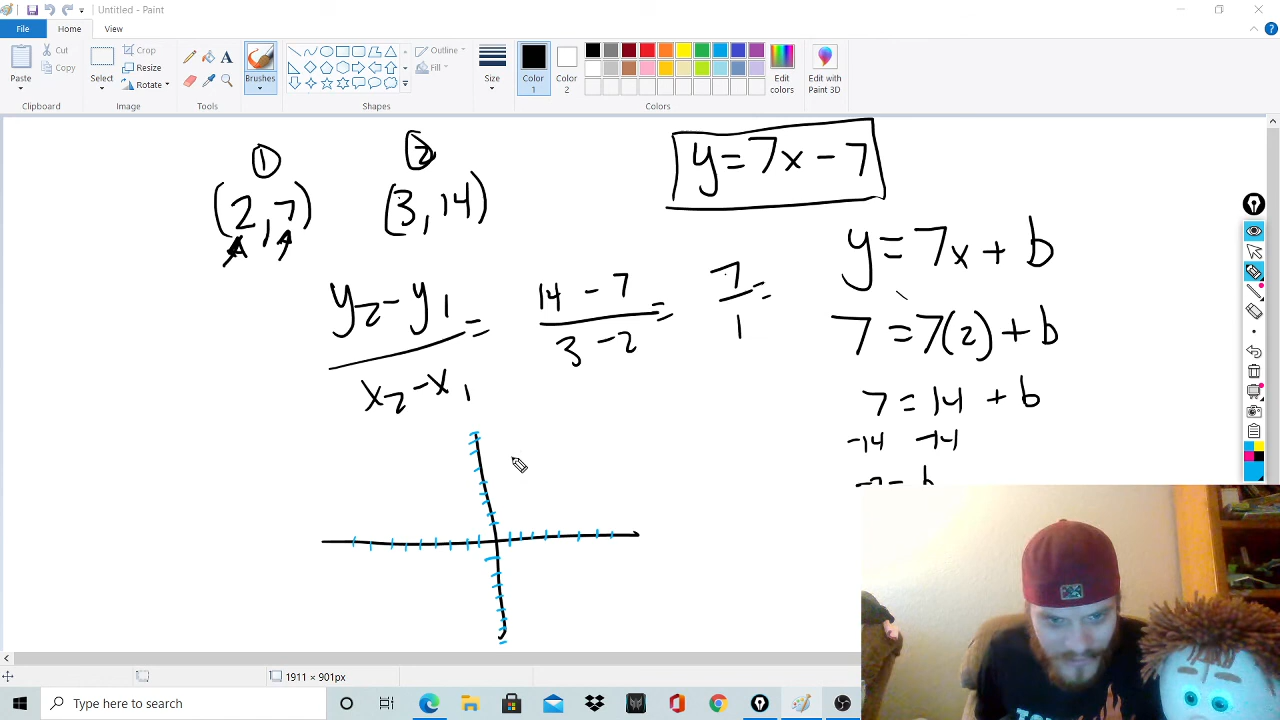 Untitled - Paint
File Home View
Paste
Cut
Copy
Clipboard
Select
Crop
Resize
Rotate
Image
Tools
Brushes
Shapes
Outline
Fill
Size
Color 1
Color 2
Colors
Edit colors
Edit with Paint 3D
① ②
(2,7) (3,14)
y=7x-7
y₂-y₁/x₂-x₁ = 14-7/3-2 = 7/1 =
y=7x+b
7=7(2)+b
7=14+b
-14 -14
-7=b
1911 × 901px
Type here to search